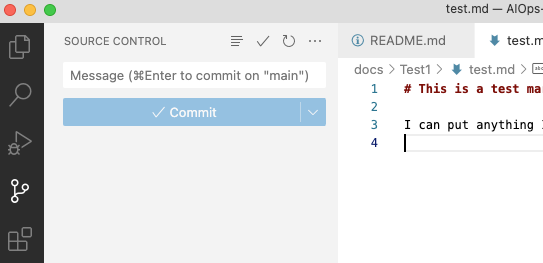 test.md — AIOps-
SOURCE CONTROL
Message (⌘Enter to commit on "main")
Commit
README.md
test.m
docs > Test1 > test.md >
1 # This is a test ma
2
3 I can put anything
4